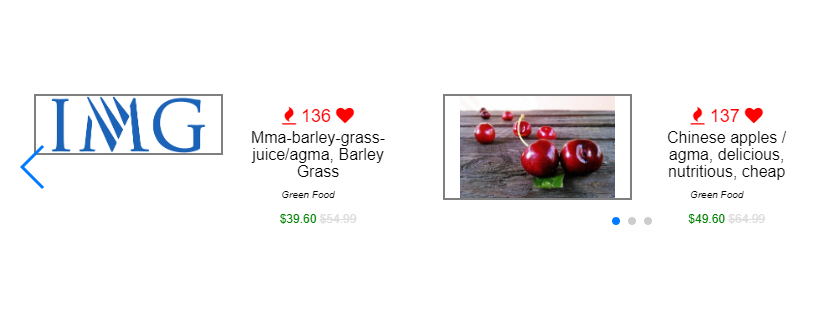 IMG
136
Mma-barley-grass-
juice/agma, Barley
Grass
Green Food
$39.60 $54.99
137
Chinese apples /
agma, delicious,
nutritious, cheap
Green Food
$49.60 $64.99